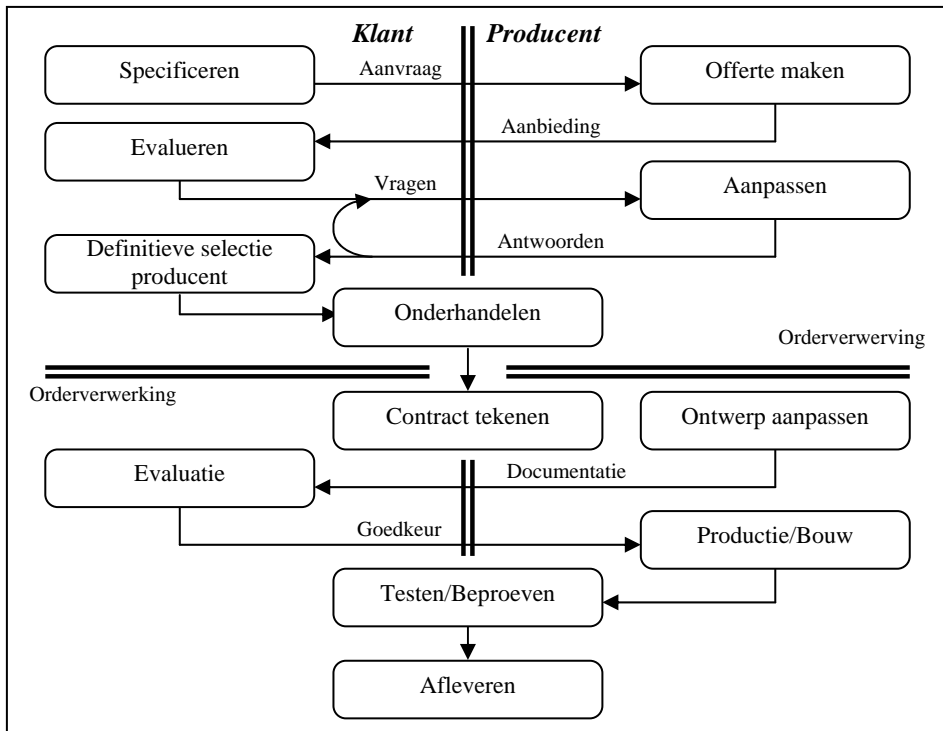 Klant Producent
Specificeren
Aanvraag
Offerte maken
Aanbieding
Evalueren
Vragen
Aanpassen
Antwoorden
Definitieve selectie
producent
Onderhandelen
Orderverwerving
Orderverwerking
Contract tekenen
Ontwerp aanpassen
Evaluatie
Documentatie
Goedkeur
Productie/Bouw
Testen/Beproeven
Afleveren